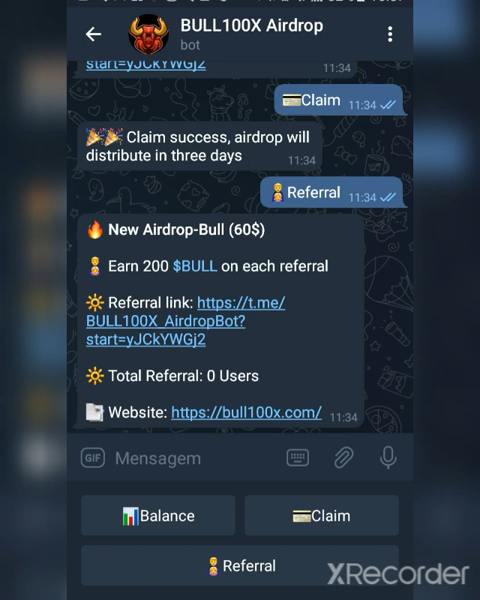 BULL100X Airdrop
bot
start=yJCkYWGj2
11:34
💳Claim 11:34
🎉🎉 Claim success, airdrop will
distribute in three days 11:34
Referral 11:34
🔥 New Airdrop-Bull (60$)
Earn 200 $BULL on each referral
🔆 Referral link: https://t.me/
BULL100X_AirdropBot?
start=yJCkYWGj2
🔆 Total Referral: 0 Users
Website: https://bull100x.com/ 11:34
GIF Mensagem
📊Balance
💳Claim
Referral
XRecorder